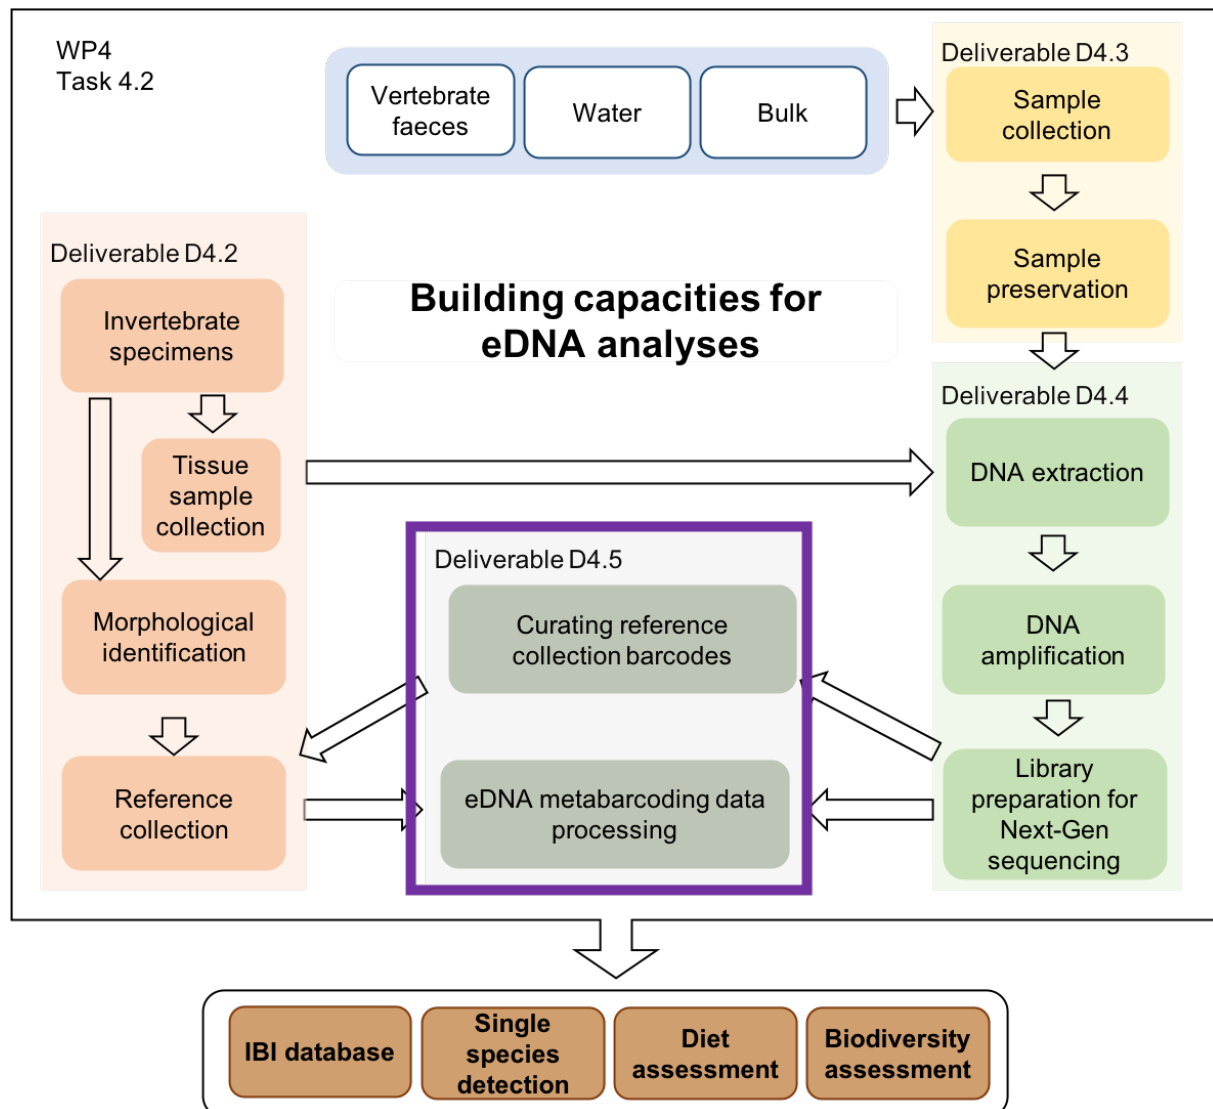 WP4
Task 4.2
Vertebrate
faeces
Water
Bulk
Deliverable D4.3
Sample
collection
Sample
preservation
Deliverable D4.2
Invertebrate
specimens
Tissue
sample
collection
Morphological
identification
Reference
collection
Building capacities for
eDNA analyses
Deliverable D4.4
DNA extraction
DNA
amplification
Library
preparation for
Next-Gen
sequencing
Deliverable D4.5
Curating reference
collection barcodes
eDNA metabarcoding data
processing
IBI database
Single
species
detection
Diet
assessment
Biodiversity
assessment